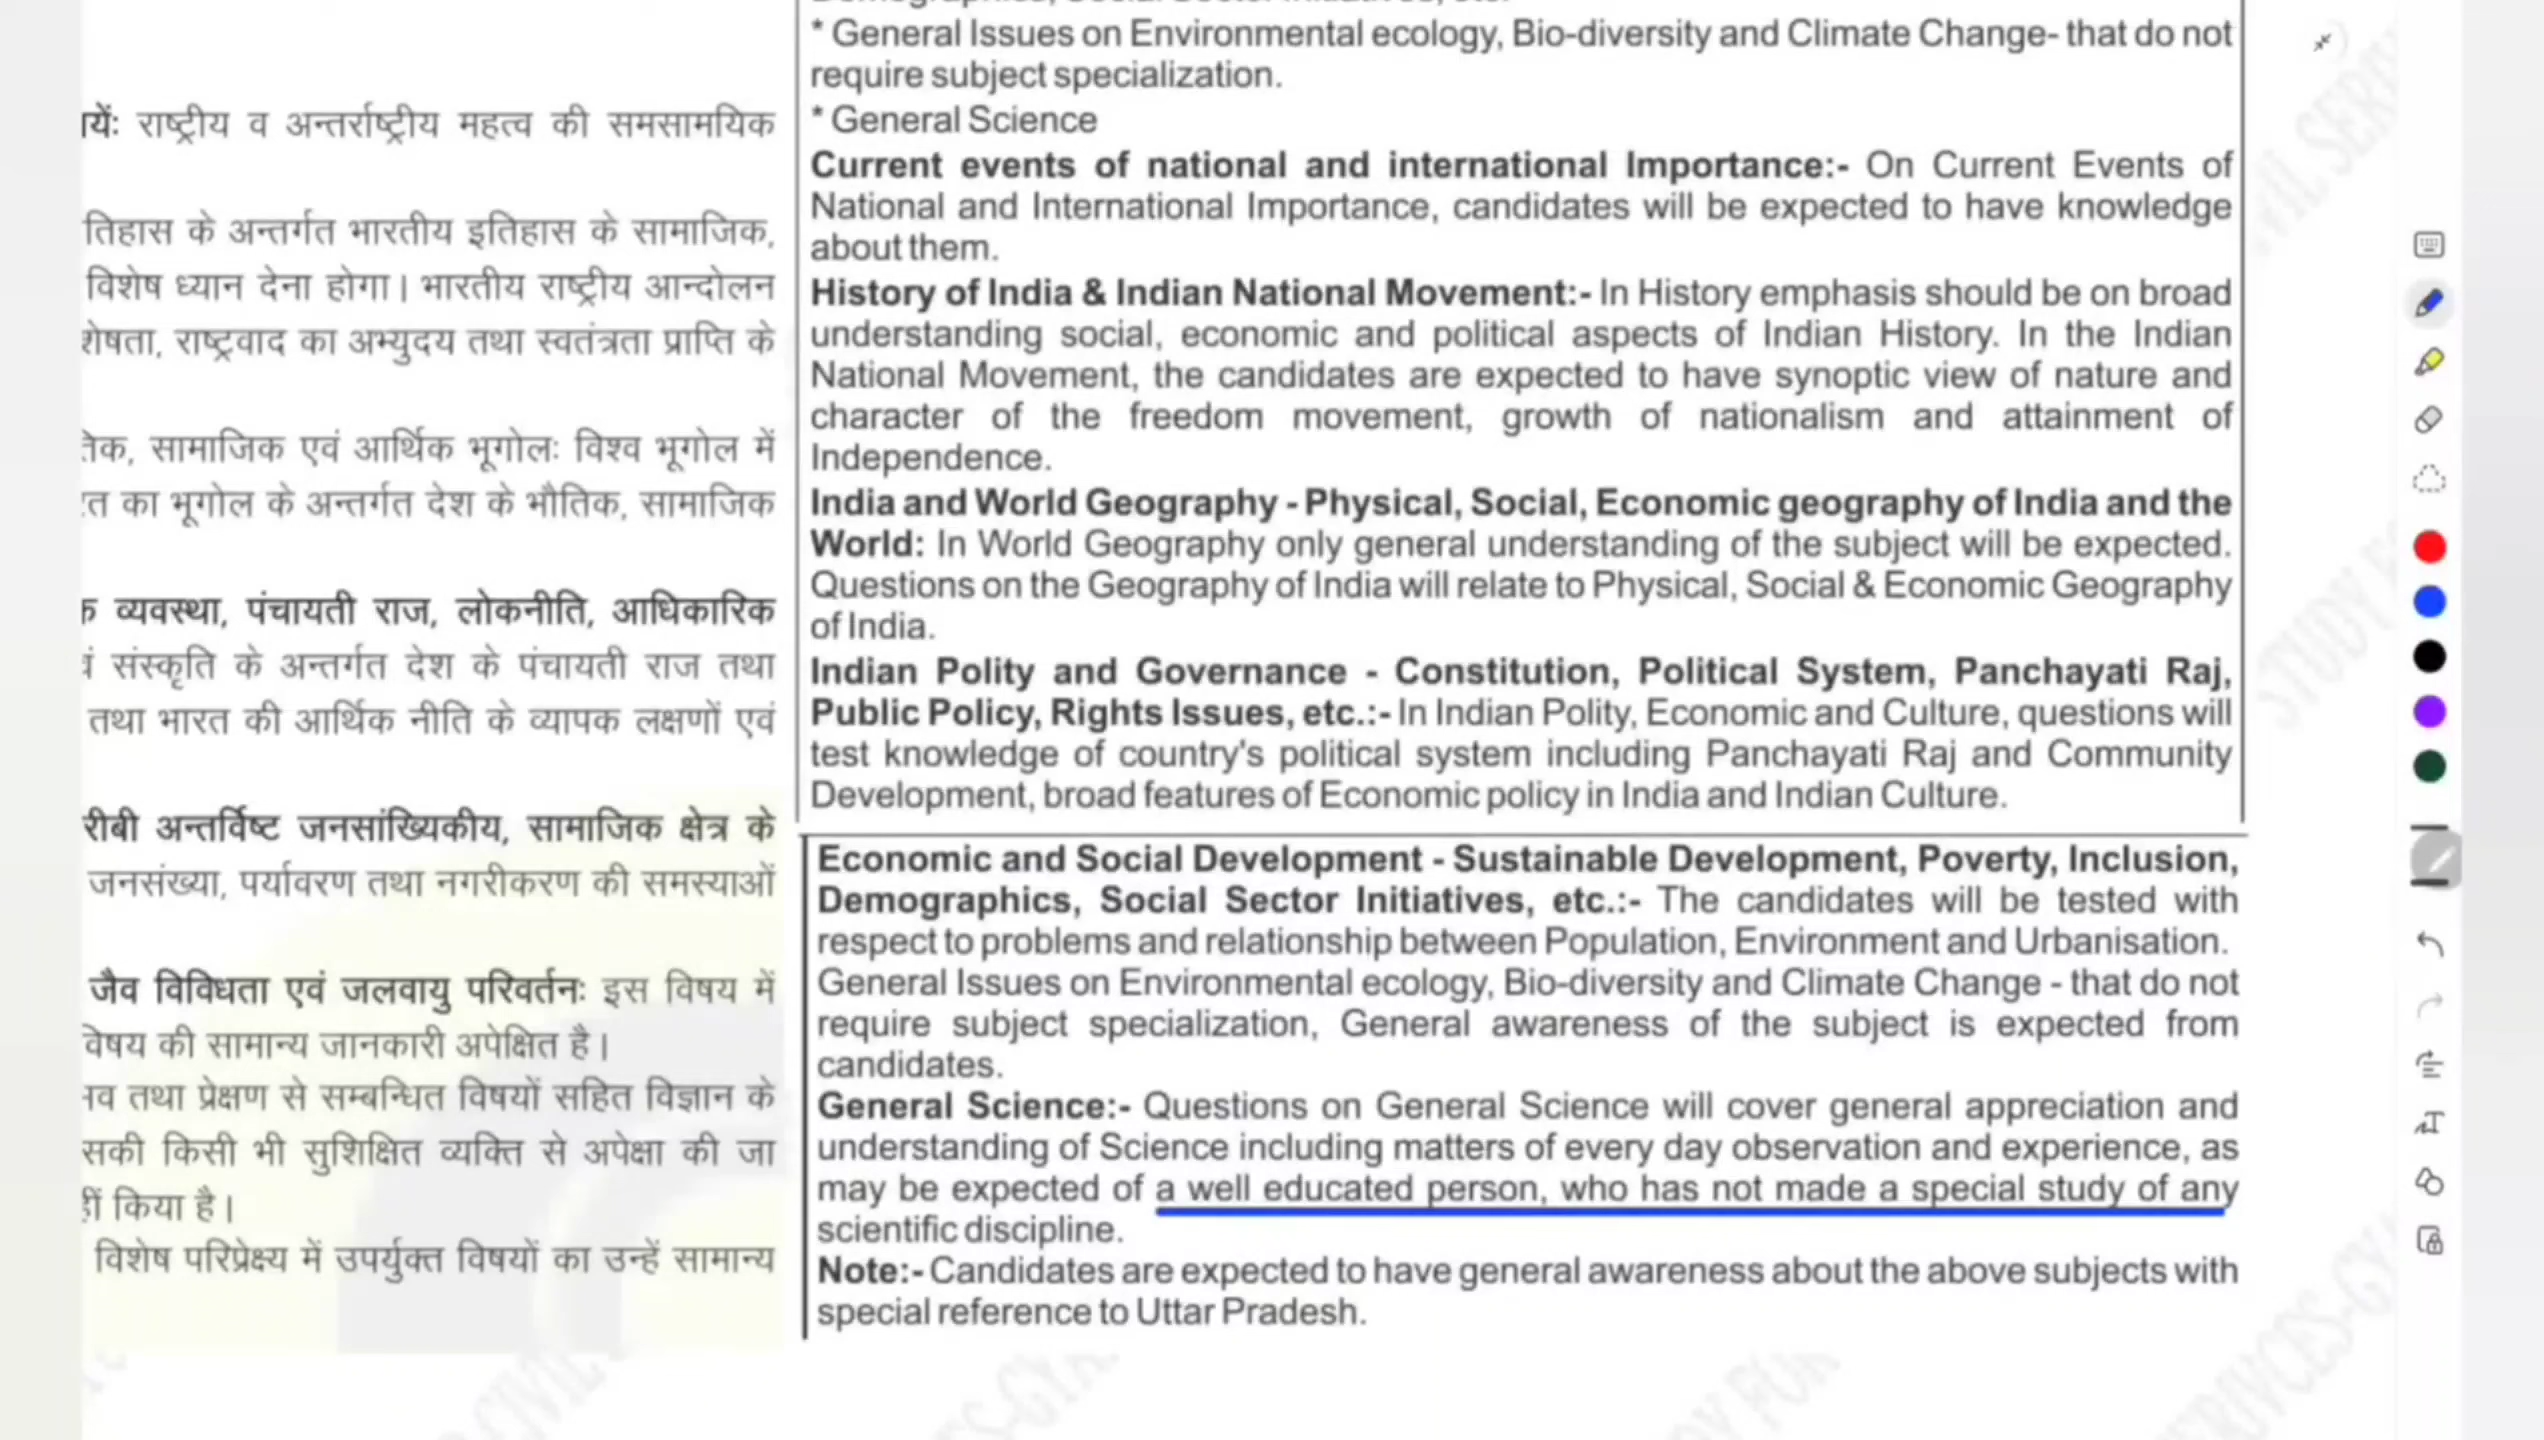 * General Issues on Environmental ecology, Bio-diversity and Climate Change- that do not
require subject specialization.
* General Science
Current events of national and international Importance:- On Current Events of
National and International Importance, candidates will be expected to have knowledge
about them.
History of India & Indian National Movement:- In History emphasis should be on broad
understanding social, economic and political aspects of Indian History. In the Indian
National Movement, the candidates are expected to have synoptic view of nature and
character of the freedom movement, growth of nationalism and attainment of
Independence.
India and World Geography - Physical, Social, Economic geography of India and the
World: In World Geography only general understanding of the subject will be expected.
Questions on the Geography of India will relate to Physical, Social & Economic Geography
of India.
Indian Polity and Governance - Constitution, Political System, Panchayati Raj,
Public Policy, Rights Issues, etc.:- In Indian Polity, Economic and Culture, questions will
test knowledge of country's political system including Panchayati Raj and Community
Development, broad features of Economic policy in India and Indian Culture.
Economic and Social Development - Sustainable Development, Poverty, Inclusion,
Demographics, Social Sector Initiatives, etc.:- The candidates will be tested with
respect to problems and relationship between Population, Environment and Urbanisation.
General Issues on Environmental ecology, Bio-diversity and Climate Change - that do not
require subject specialization, General awareness of the subject is expected from
candidates.
General Science:- Questions on General Science will cover general appreciation and
understanding of Science including matters of every day observation and experience, as
may be expected of a well educated person, who has not made a special study of any
scientific discipline.
Note:- Candidates are expected to have general awareness about the above subjects with
special reference to Uttar Pradesh.
राष्ट्रीय व अन्तर्राष्ट्रीय महत्व की समसामयिक
के अन्तर्गत भारतीय इतिहास के सामाजिक,
विशेष ध्यान देना होगा। भारतीय राष्ट्रीय आन्दोलन
राष्ट्रवाद का अभ्युदय तथा स्वतंत्रता प्राप्ति के
सामाजिक एवं आर्थिक भूगोलः विश्व भूगोल में
का भूगोल के अन्तर्गत देश के भौतिक, सामाजिक
व्यवस्था, पंचायती राज, लोकनीति, आधिकारिक
संस्कृति के अन्तर्गत देश के पंचायती राज तथा
तथा भारत की आर्थिक नीति के व्यापक लक्षणों एवं
अन्तर्विष्ट जनसांख्यिकीय, सामाजिक क्षेत्र के
जनसंख्या, पर्यावरण तथा नगरीकरण की समस्याओं
जैव विविधता एवं जलवायु परिवर्तनः इस विषय में
विषय की सामान्य जानकारी अपेक्षित है।
तथा प्रेक्षण से सम्बन्धित विषयों सहित विज्ञान के
किसी भी सुशिक्षित व्यक्ति से अपेक्षा की जा
किया है।
विशेष परिप्रेक्ष्य में उपर्युक्त विषयों का उन्हें सामान्य